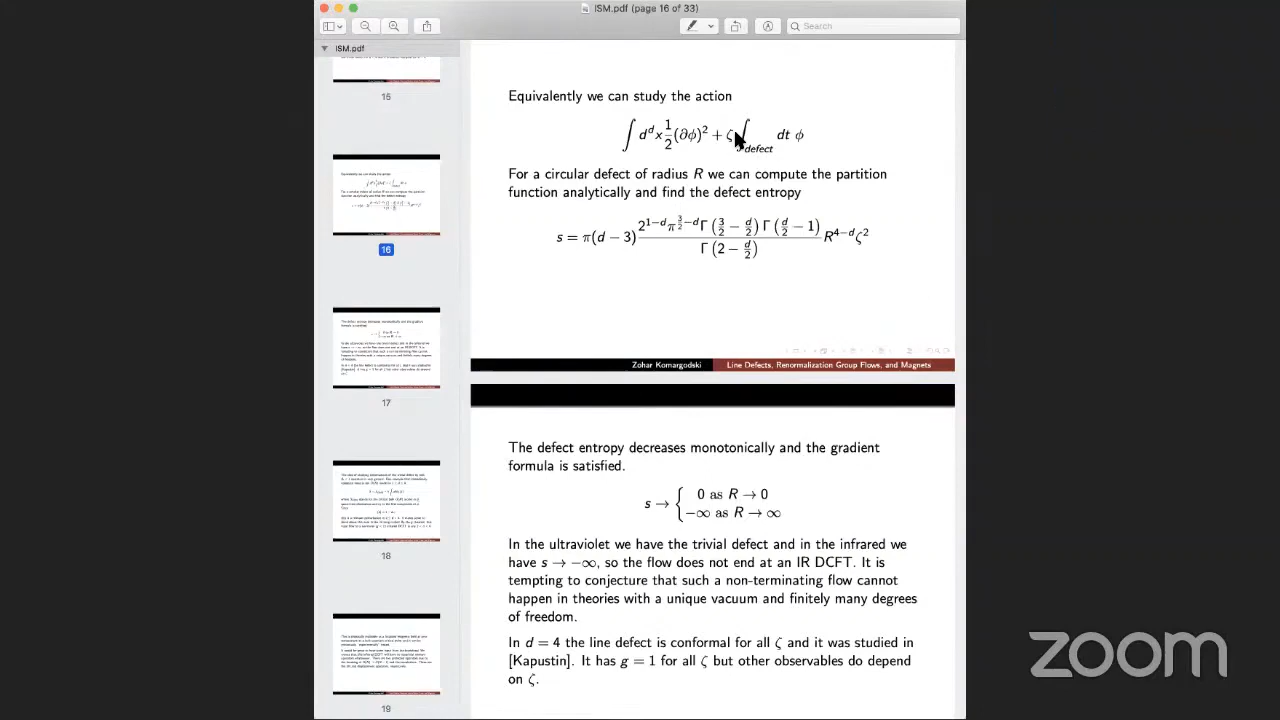 ISM.pdf (page 16 of 33)
Search
ISM.pdf
15
16
17
18
19
Equivalently we can study the action
∫ d^d x 1/2 (∂ϕ)² + ζ ∫_defect dt ϕ
For a circular defect of radius R we can compute the partition
function analytically and find the defect entropy
s = π(d − 3) 2^{1−d} π^{3/2−d} Γ(3/2 − d/2) Γ(d/2 − 1) / Γ(2 − d/2) R^{4−d} ζ²
Zohar Komargodski
Line Defects, Renormalization Group Flows, and Magnets
The defect entropy decreases monotonically and the gradient
formula is satisfied.
s → { 0 as R → 0
−∞ as R → ∞
In the ultraviolet we have the trivial defect and in the infrared we
have s → −∞, so the flow does not end at an IR DCFT. It is
tempting to conjecture that such a non-terminating flow cannot
happen in theories with a unique vacuum and finitely many degrees
of freedom.
In d = 4 the line defect is conformal for all ζ and was studied in
[Kapustin]. It has g = 1 for all ζ but other observables do depend
on ζ.
zoom